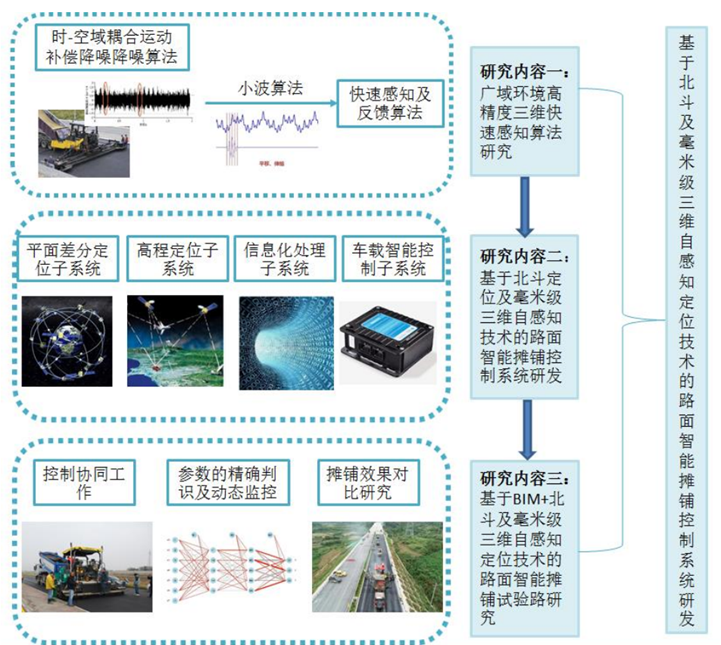 时-空域耦合运动
补偿降噪降噪算法
小波算法
快速感知及
反馈算法
平移、伸缩
研究内容一：
广域环境高
精度三维快
速感知算法
研究
平面差分定
位子系统
高程定位子
系统
信息化处理
子系统
车载智能控
制子系统
研究内容二：
基于北斗定
位及毫米级
三维自感知
技术的路面
智能摊铺控
制系统研发
控制协同工
作
参数的精确判
识及动态监控
摊铺效果对
比研究
研究内容三：
基于BIM+北
斗及毫米级
三维自感知
定位技术的
路面智能摊
铺试验路研
究
基于北斗及毫米级三维自感知定位技术的路面智能摊铺控制系统研发